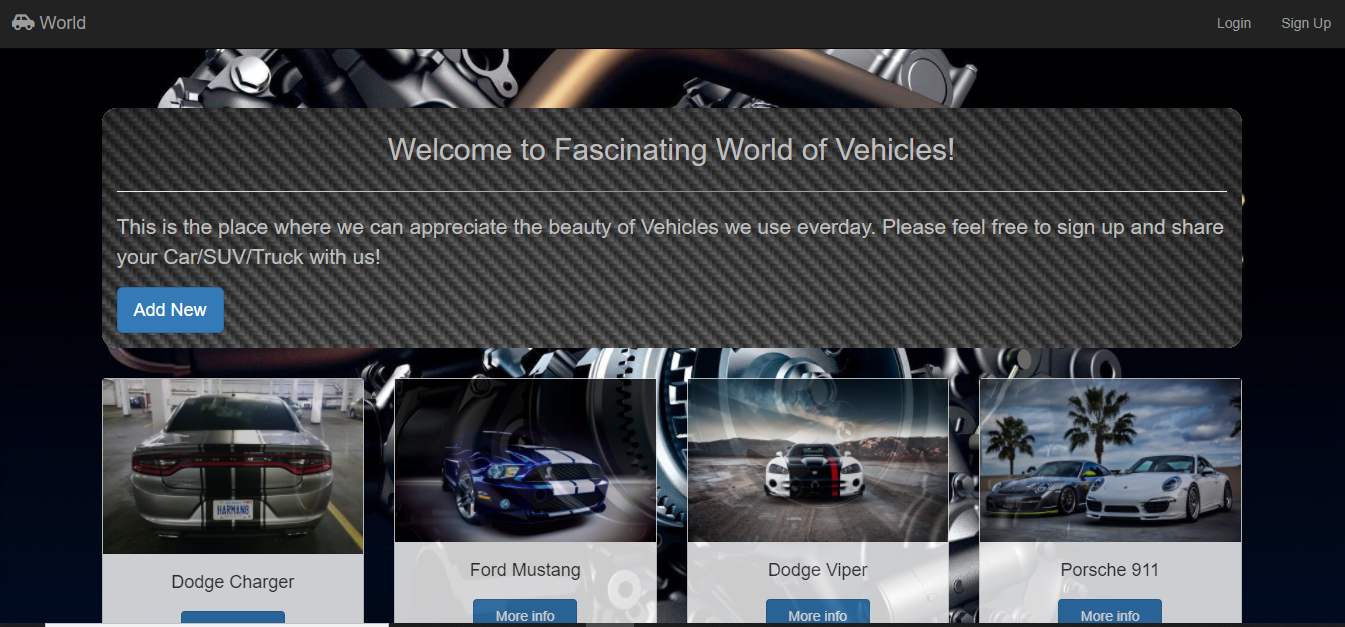 World
Login
Sign Up
Welcome to Fascinating World of Vehicles!
This is the place where we can appreciate the beauty of Vehicles we use everday. Please feel free to sign up and share
your Car/SUV/Truck with us!
Add New
HARMAN8
Dodge Charger
Ford Mustang
Dodge Viper
Porsche 911
More info
More info
More info